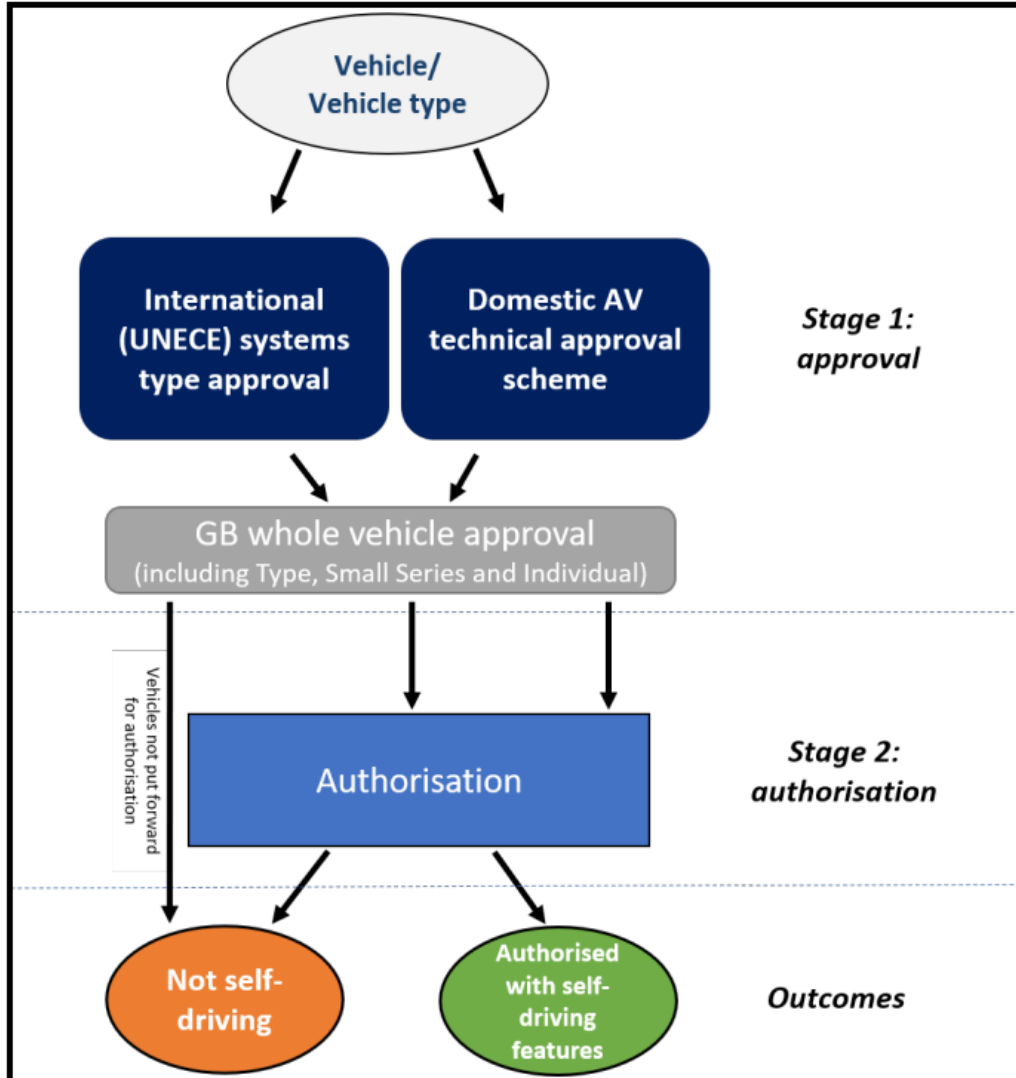 Vehicle/
Vehicle type
International
(UNECE) systems
type approval
Domestic AV
technical approval
scheme
Stage 1:
approval
GB whole vehicle approval
(including Type, Small Series and Individual)
Vehicles not put forward
for authorisation
Authorisation
Stage 2:
authorisation
Not self-
driving
Authorised
with self-
driving
features
Outcomes